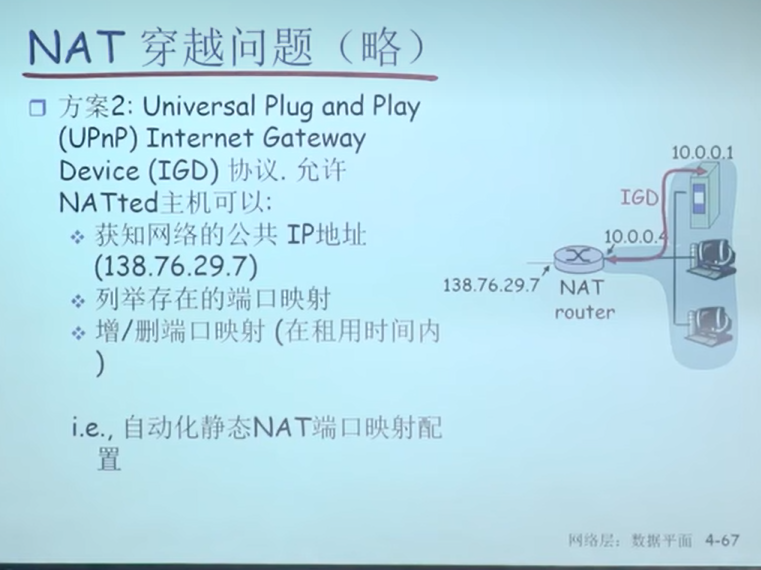 NAT 穿越问题（略）
方案2: Universal Plug and Play
(UPnP) Internet Gateway
Device (IGD) 协议. 允许
NATted主机可以:
获知网络的公共 IP地址
(138.76.29.7)
列举存在的端口映射
增/删端口映射 (在租用时间内
)
i.e., 自动化静态NAT端口映射配
置
10.0.0.1
IGD
10.0.0.4
138.76.29.7
NAT
router
网络层：数据平面 4-67